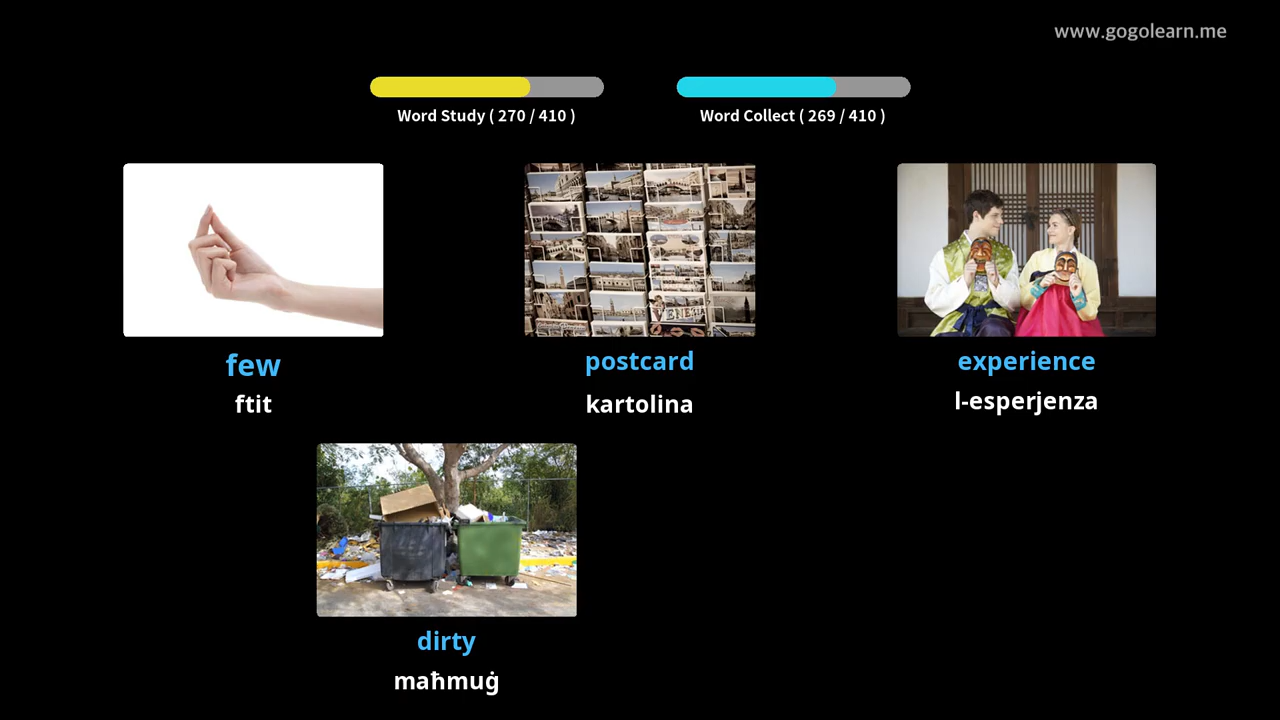 www.gogolearn.me
Word Study ( 270 / 410 )
Word Collect ( 269 / 410 )
few
ftit
postcard
kartolina
experience
l-esperjenza
dirty
maħmuġ